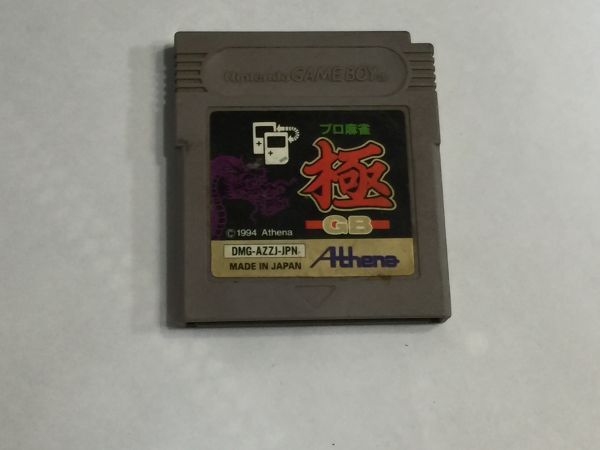 Nintendo GAME BOY
プロ麻雀
極
GB
©1994 Athena
DMG-AZZJ-JPN
MADE IN JAPAN
Athena